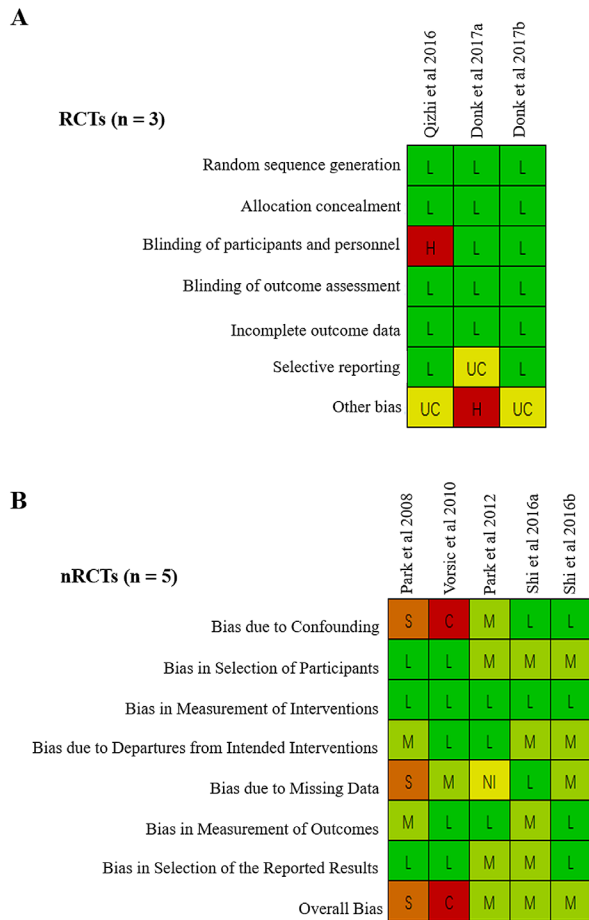 A
RCTs (n = 3)
Qizhi et al 2016
Donk et al 2017a
Donk et al 2017b
Random sequence generation L L L
Allocation concealment L L L
Blinding of participants and personnel H L L
Blinding of outcome assessment L L L
Incomplete outcome data L L L
Selective reporting L UC L
Other bias UC H UC
B
nRCTs (n = 5)
Park et al 2008
Vorsic et al 2010
Park et al 2012
Shi et al 2016a
Shi et al 2016b
Bias due to Confounding S C M L L
Bias in Selection of Participants L L M M M
Bias in Measurement of Interventions L L L L L
Bias due to Departures from Intended Interventions M L L M M
Bias due to Missing Data S M NI L M
Bias in Measurement of Outcomes M L L M L
Bias in Selection of the Reported Results L L M M L
Overall Bias S C M M M